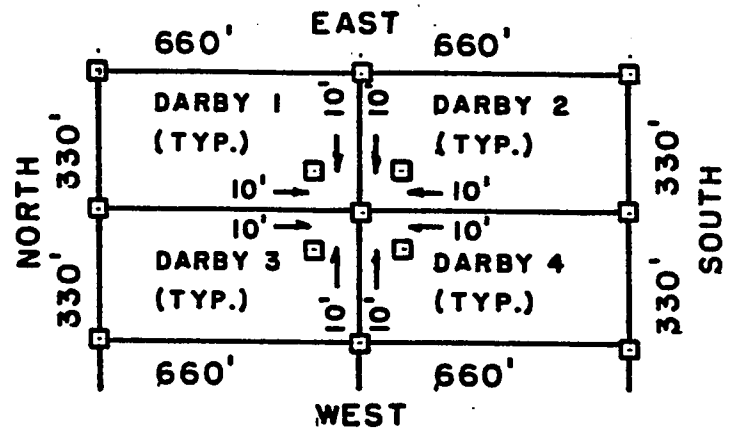 EAST
660' 660'
DARBY 1 10' 10' DARBY 2
(TYP.) (TYP.)
330' 330'
10' 10'
NORTH SOUTH
10' 10'
DARBY 3 DARBY 4
(TYP.) (TYP.)
330' 10' 10' 330'
660' 660'
WEST